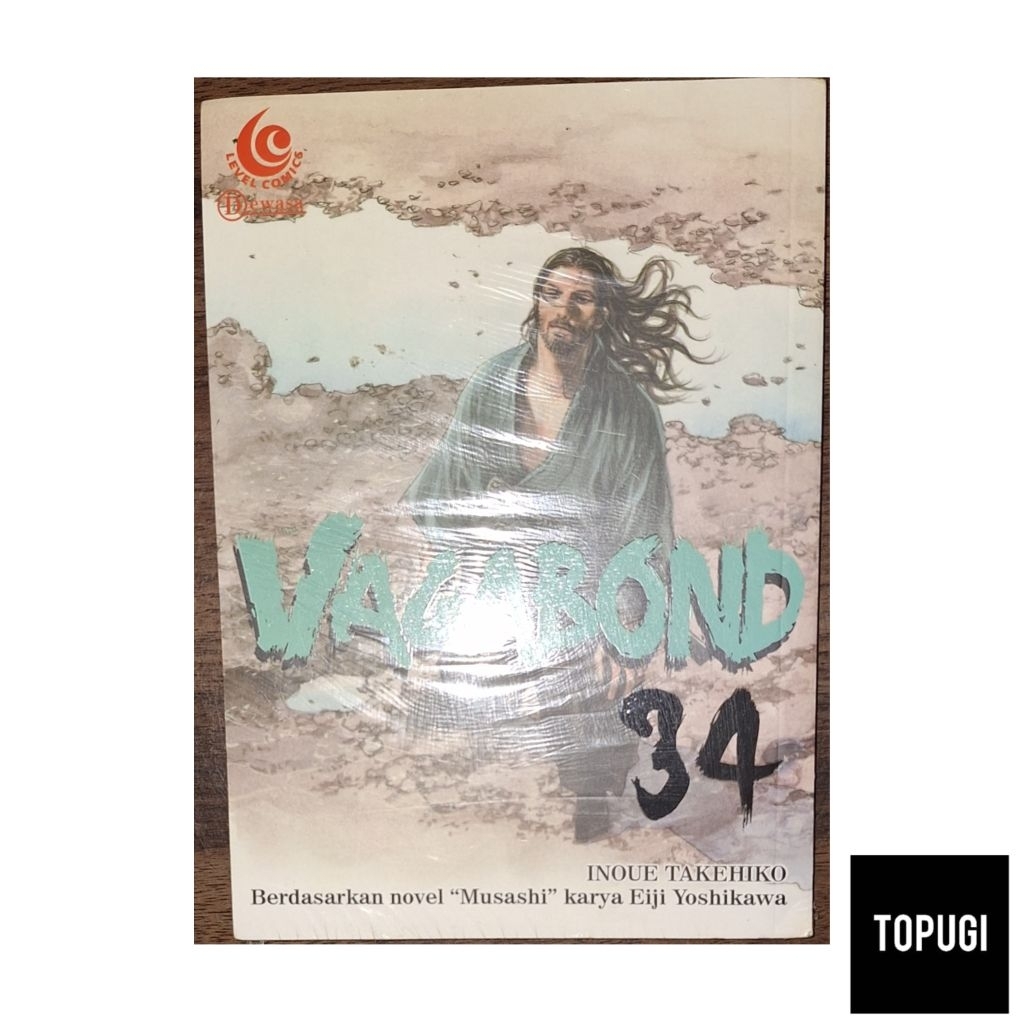 LEVEL COMICS
Dewasa
VAGABOND
34
INOUE TAKEHIKO
Berdasarkan novel “Musashi” karya Eiji Yoshikawa
TOPUGI